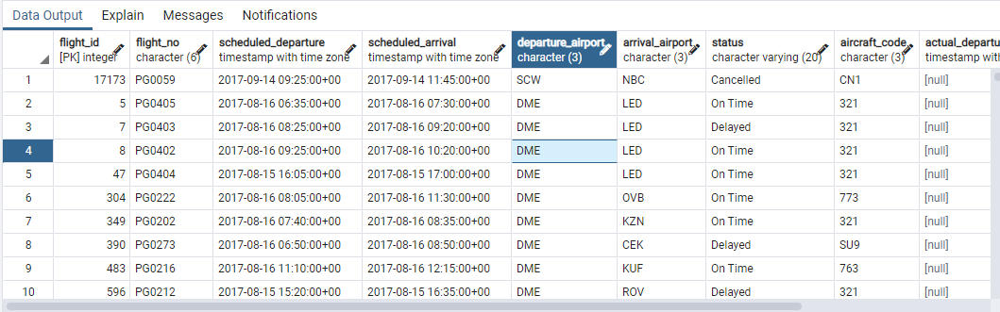 Data Output Explain Messages Notifications
flight_id flight_no scheduled_departure scheduled_arrival departure_airport arrival_airport status aircraft_code actual_departu
[PK] integer character (6) timestamp with time zone timestamp with time zone character (3) character (3) character varying (20) character (3) timestamp with
1 17173 PG0059 2017-09-14 09:25:00+00 2017-09-14 11:45:00+00 SCW NBC Cancelled CN1 [null]
2 5 PG0405 2017-08-16 06:35:00+00 2017-08-16 07:30:00+00 DME LED On Time 321 [null]
3 7 PG0403 2017-08-16 08:25:00+00 2017-08-16 09:20:00+00 DME LED Delayed 321 [null]
4 8 PG0402 2017-08-16 09:25:00+00 2017-08-16 10:20:00+00 DME LED On Time 321 [null]
5 47 PG0404 2017-08-15 16:05:00+00 2017-08-15 17:00:00+00 DME LED On Time 321 [null]
6 304 PG0222 2017-08-16 08:05:00+00 2017-08-16 11:30:00+00 DME OVB On Time 773 [null]
7 349 PG0202 2017-08-16 07:40:00+00 2017-08-16 08:35:00+00 DME KZN On Time 321 [null]
8 390 PG0273 2017-08-16 06:50:00+00 2017-08-16 08:50:00+00 DME CEK Delayed SU9 [null]
9 483 PG0216 2017-08-16 11:10:00+00 2017-08-16 12:15:00+00 DME KUF On Time 763 [null]
10 596 PG0212 2017-08-15 15:20:00+00 2017-08-15 16:35:00+00 DME ROV Delayed 321 [null]